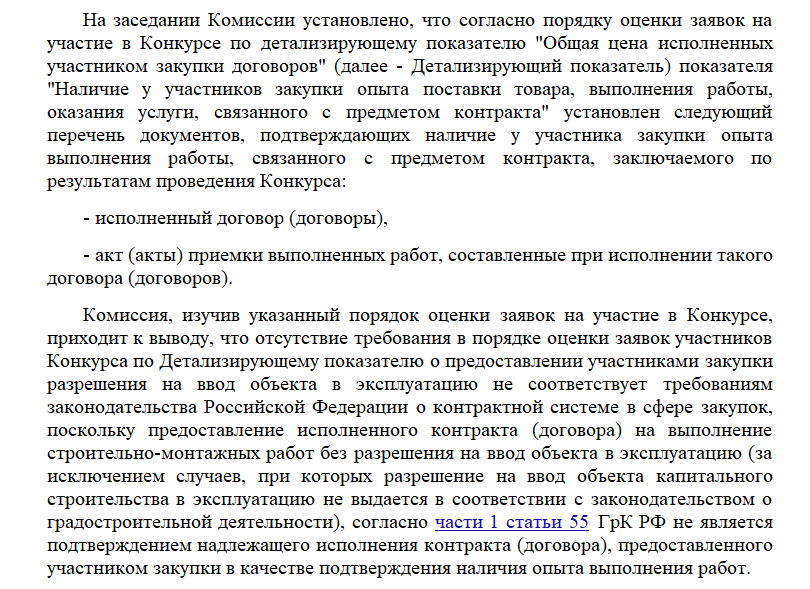 На заседании Комиссии установлено, что согласно порядку оценки заявок на
участие в Конкурсе по детализирующему показателю "Общая цена исполненных
участником закупки договоров" (далее - Детализирующий показатель) показателя
"Наличие у участников закупки опыта поставки товара, выполнения работы,
оказания услуги, связанного с предметом контракта" установлен следующий
перечень документов, подтверждающих наличие у участника закупки опыта
выполнения работы, связанного с предметом контракта, заключаемого по
результатам проведения Конкурса:
- исполненный договор (договоры),
- акт (акты) приемки выполненных работ, составленные при исполнении такого
договора (договоров).
Комиссия, изучив указанный порядок оценки заявок на участие в Конкурсе,
приходит к выводу, что отсутствие требования в порядке оценки заявок участников
Конкурса по Детализирующему показателю о предоставлении участниками закупки
разрешения на ввод объекта в эксплуатацию не соответствует требованиям
законодательства Российской Федерации о контрактной системе в сфере закупок,
поскольку предоставление исполненного контракта (договора) на выполнение
строительно-монтажных работ без разрешения на ввод объекта в эксплуатацию (за
исключением случаев, при которых разрешение на ввод объекта капитального
строительства в эксплуатацию не выдается в соответствии с законодательством о
градостроительной деятельности), согласно части 1 статьи 55 ГрК РФ не является
подтверждением надлежащего исполнения контракта (договора), предоставленного
участником закупки в качестве подтверждения наличия опыта выполнения работ.